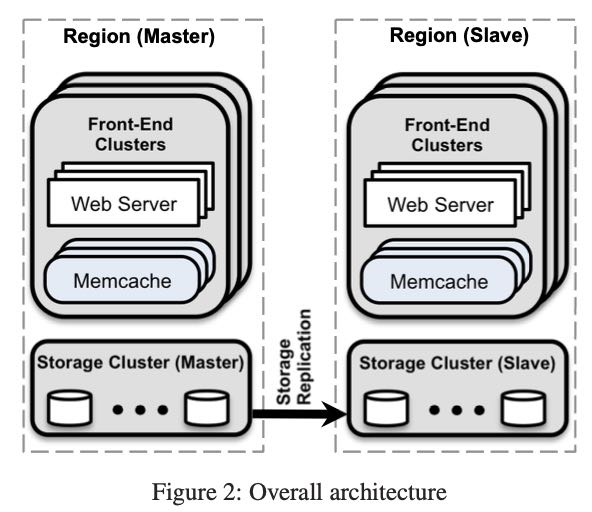 Region (Master)
Front-End
Clusters
Web Server
Memcache
Storage Cluster (Master)
Storage
Replication
Region (Slave)
Front-End
Clusters
Web Server
Memcache
Storage Cluster (Slave)
Figure 2: Overall architecture